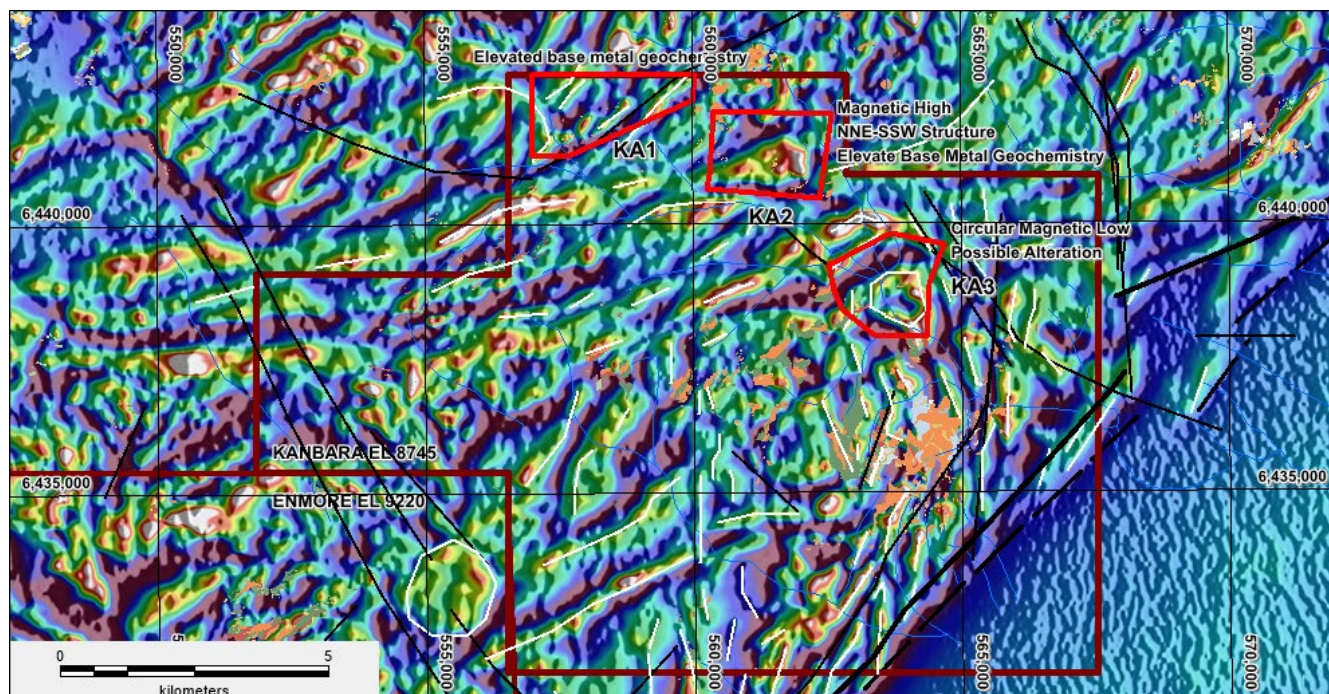 550,000
555,000
560,000
565,000
570,000
Elevated base metal geochemistry
Magnetic High
NNE-SSW Structure
Elevate Base Metal Geochemistry
KA1
KA2
6,440,000
6,440,000
Circular Magnetic Low
Possible Alteration
KA3
KANBARA EL 8745
6,435,000
6,435,000
ENMORE EL 9220
555,000
560,000
565,000
570,000
0
5
kilometers